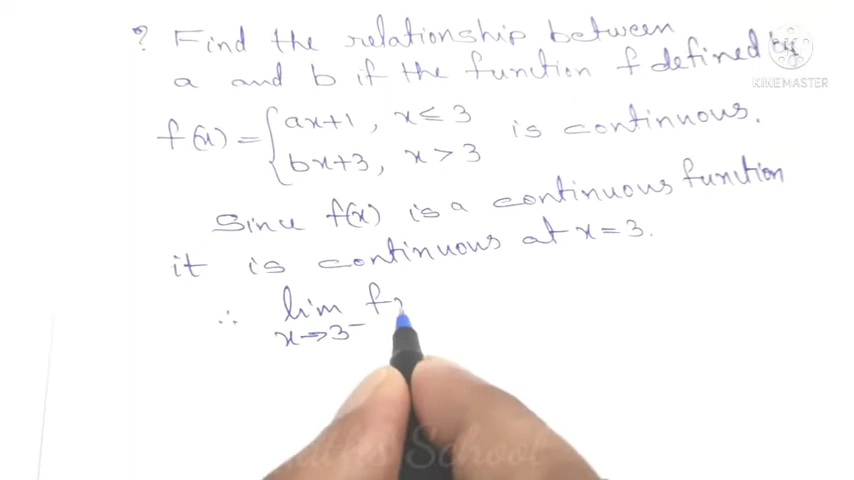 ? Find the relationship between
a and b if the function f defined by
KINEMASTER
f(x) = { ax+1 , x ≤ 3
bx+3, x > 3 is continuous.
Since f(x) is a continuous function
it is continuous at x = 3.
∴ lim f
x→3⁻
School